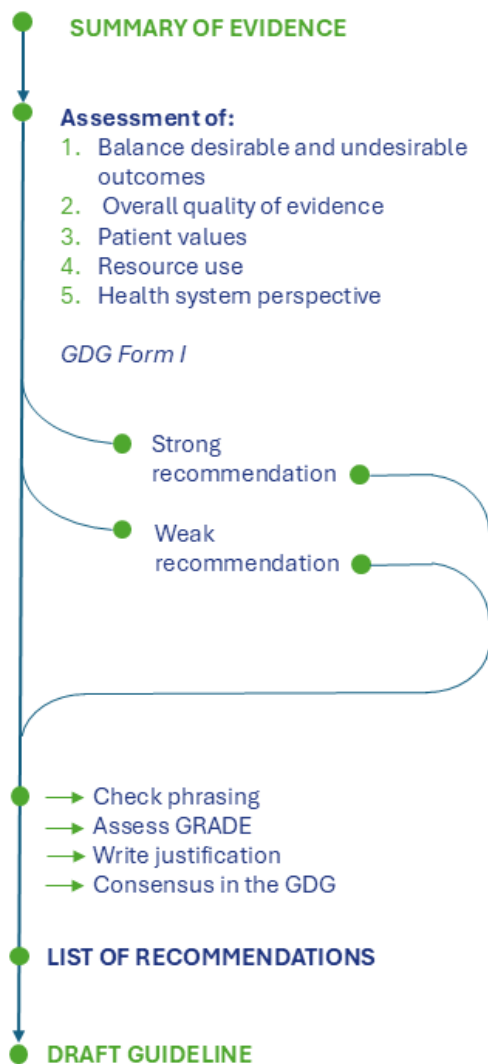 SUMMARY OF EVIDENCE
Assessment of:
1. Balance desirable and undesirable
outcomes
2. Overall quality of evidence
3. Patient values
4. Resource use
5. Health system perspective
GDG Form I
Strong
recommendation
Weak
recommendation
Check phrasing
Assess GRADE
Write justification
Consensus in the GDG
LIST OF RECOMMENDATIONS
DRAFT GUIDELINE